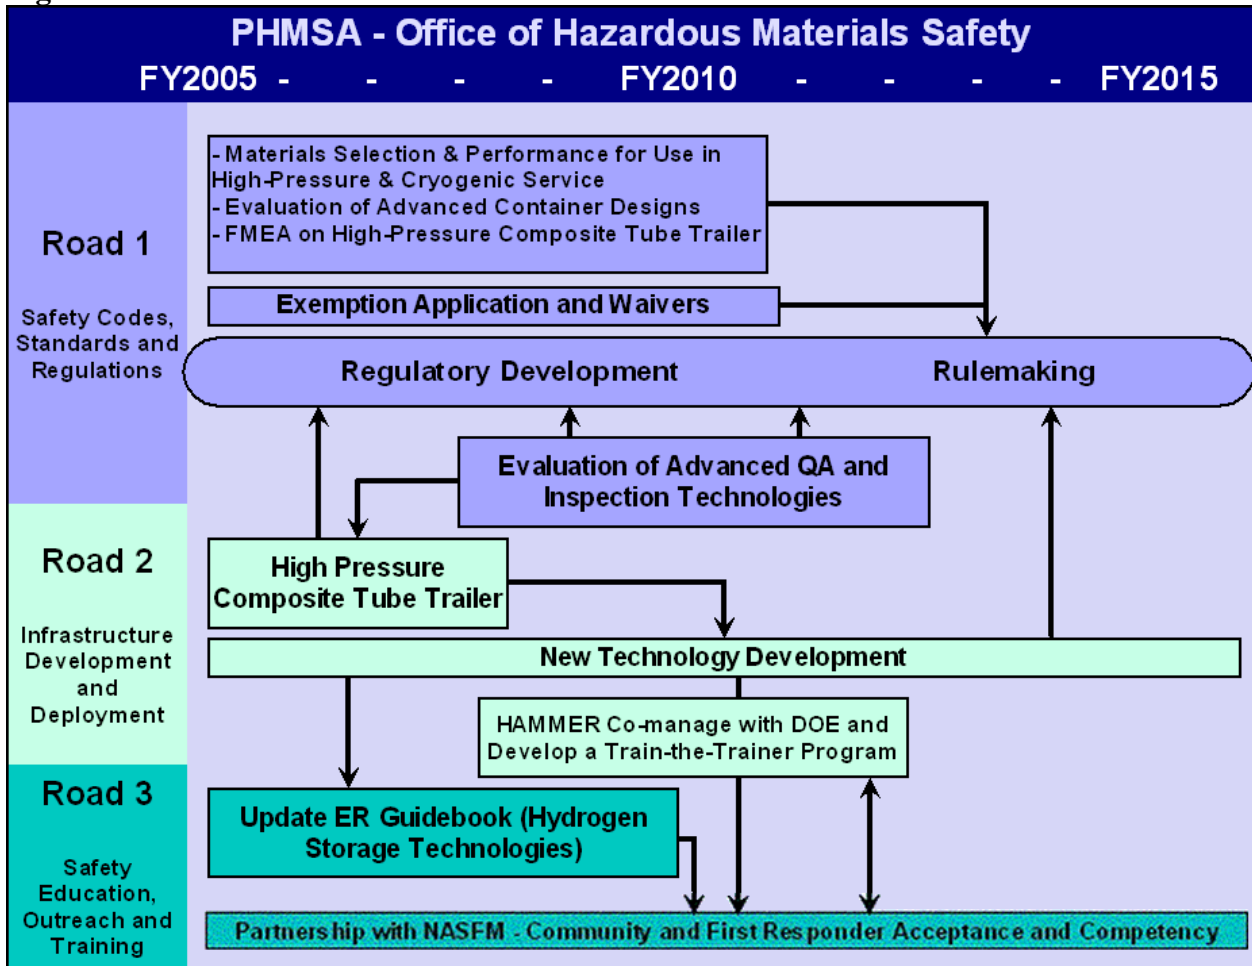 PHMSA - Office of Hazardous Materials Safety
FY2005 - - - - FY2010 - - - - FY2015
Road 1
Safety Codes,
Standards and
Regulations
- Materials Selection & Performance for Use in
High-Pressure & Cryogenic Service
- Evaluation of Advanced Container Designs
- FMEA on High-Pressure Composite Tube Trailer
Exemption Application and Waivers
Regulatory Development Rulemaking
Evaluation of Advanced QA and
Inspection Technologies
Road 2
Infrastructure
Development
and
Deployment
High Pressure
Composite Tube Trailer
New Technology Development
HAMMER Co-manage with DOE and
Develop a Train-the-Trainer Program
Road 3
Safety
Education,
Outreach and
Training
Update ER Guidebook (Hydrogen
Storage Technologies)
Partnership with NASFM - Community and First Responder Acceptance and Competency